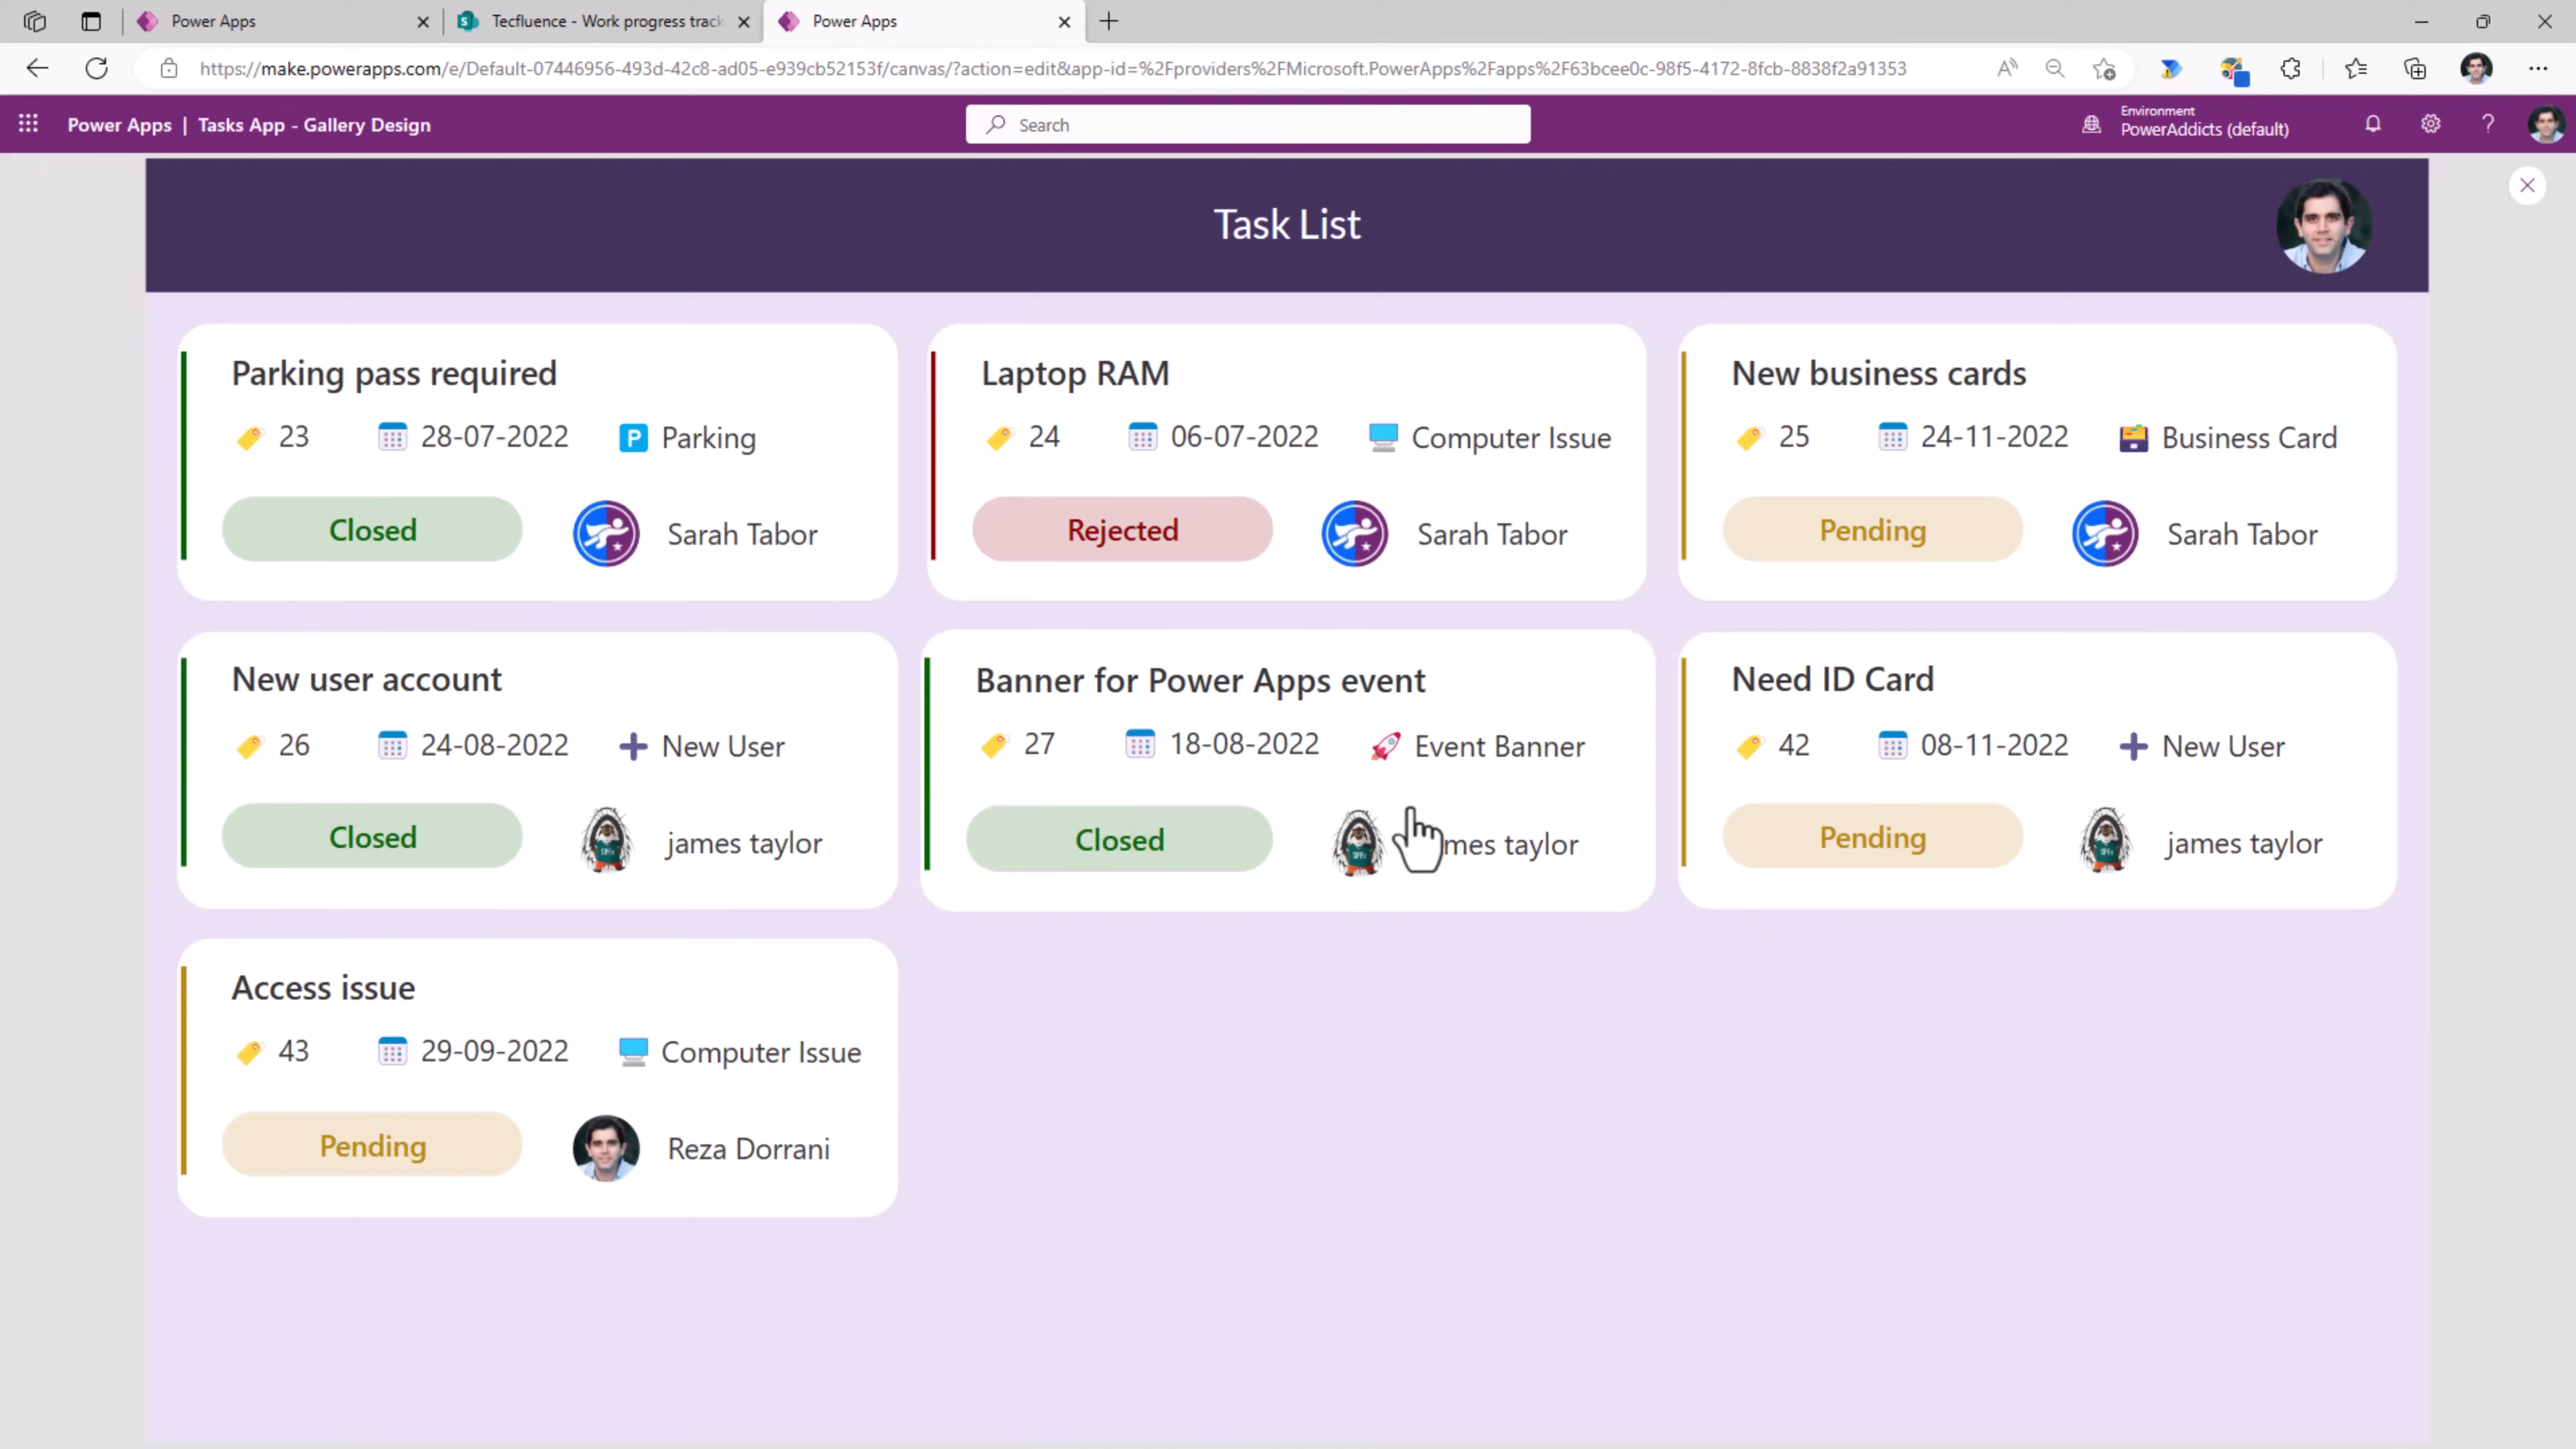 Power Apps
Tecfluence - Work progress track
Power Apps
https://make.powerapps.com/e/Default-07446956-493d-42c8-ad05-e939cb52153f/canvas/?action=edit&app-id=%2Fproviders%2FMicrosoft.PowerApps%2Fapps%2F63bcee0c-98f5-4172-8fcb-8838f2a91353
Power Apps | Tasks App - Gallery Design
Search
Environment
PowerAddicts (default)
Task List
Parking pass required
23 28-07-2022 P Parking
Closed Sarah Tabor
Laptop RAM
24 06-07-2022 Computer Issue
Rejected Sarah Tabor
New business cards
25 24-11-2022 Business Card
Pending Sarah Tabor
New user account
26 24-08-2022 New User
Closed james taylor
Banner for Power Apps event
27 18-08-2022 Event Banner
Closed mes taylor
Need ID Card
42 08-11-2022 New User
Pending james taylor
Access issue
43 29-09-2022 Computer Issue
Pending Reza Dorrani